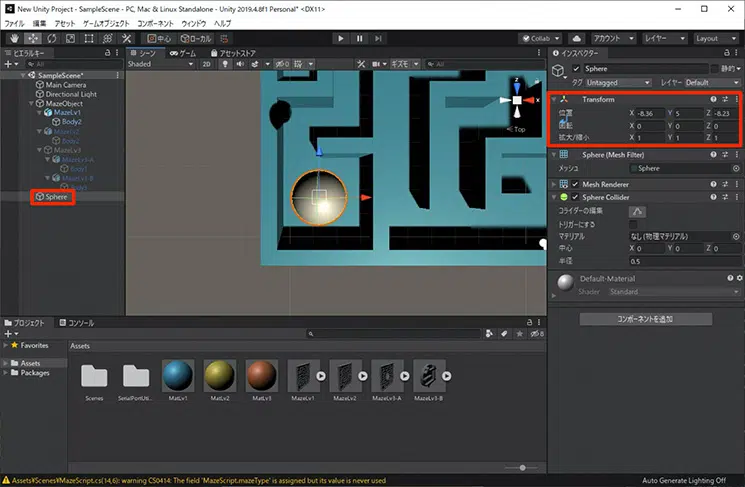 New Unity Project - SampleScene - PC, Mac & Linux Standalone - Unity 2019.4.8f1 Personal* <DX11>
ファイル 編集 アセット ゲームオブジェクト コンポーネント ウィンドウ ヘルプ
中心 ローカル Collab アカウント レイヤー Layout
ヒエラルキー シーン ゲーム アセットストア インスペクター
All Shaded 2D 0 ギズモ All
Sphere 静的
タグ Untagged レイヤー Default
SampleScene*
Main Camera
Directional Light
MazeObject
MazeLv1
Body2
MazeLv2
Body2
MazeLv3
MazeLv3-A
Body1
MazeLv3-B
Body1
Sphere
z
x
< Top
Transform
位置 X -8.36 Y 5 Z -8.23
回転 X 0 Y 0 Z 0
拡大/縮小 X 1 Y 1 Z 1
Sphere (Mesh Filter)
メッシュ Sphere
Mesh Renderer
Sphere Collider
コライダーの編集
トリガーにする
マテリアル なし (物理マテリアル)
中心 X 0 Y 0 Z 0
半径 0.5
Default-Material
Shader Standard
コンポーネントを追加
プロジェクト コンソール
8
Favorites
Assets
Packages
Assets
Scenes SerialPortUti... MatLv1 MatLv2 MatLv3 MazeLv1 MazeLv2 MazeLv3-A MazeLv3-B
Assets¥Scenes¥MazeScript.cs(14,6): warning CS0414: The field 'MazeScript.mazeType' is assigned but its value is never used
Auto Generate Lighting Off